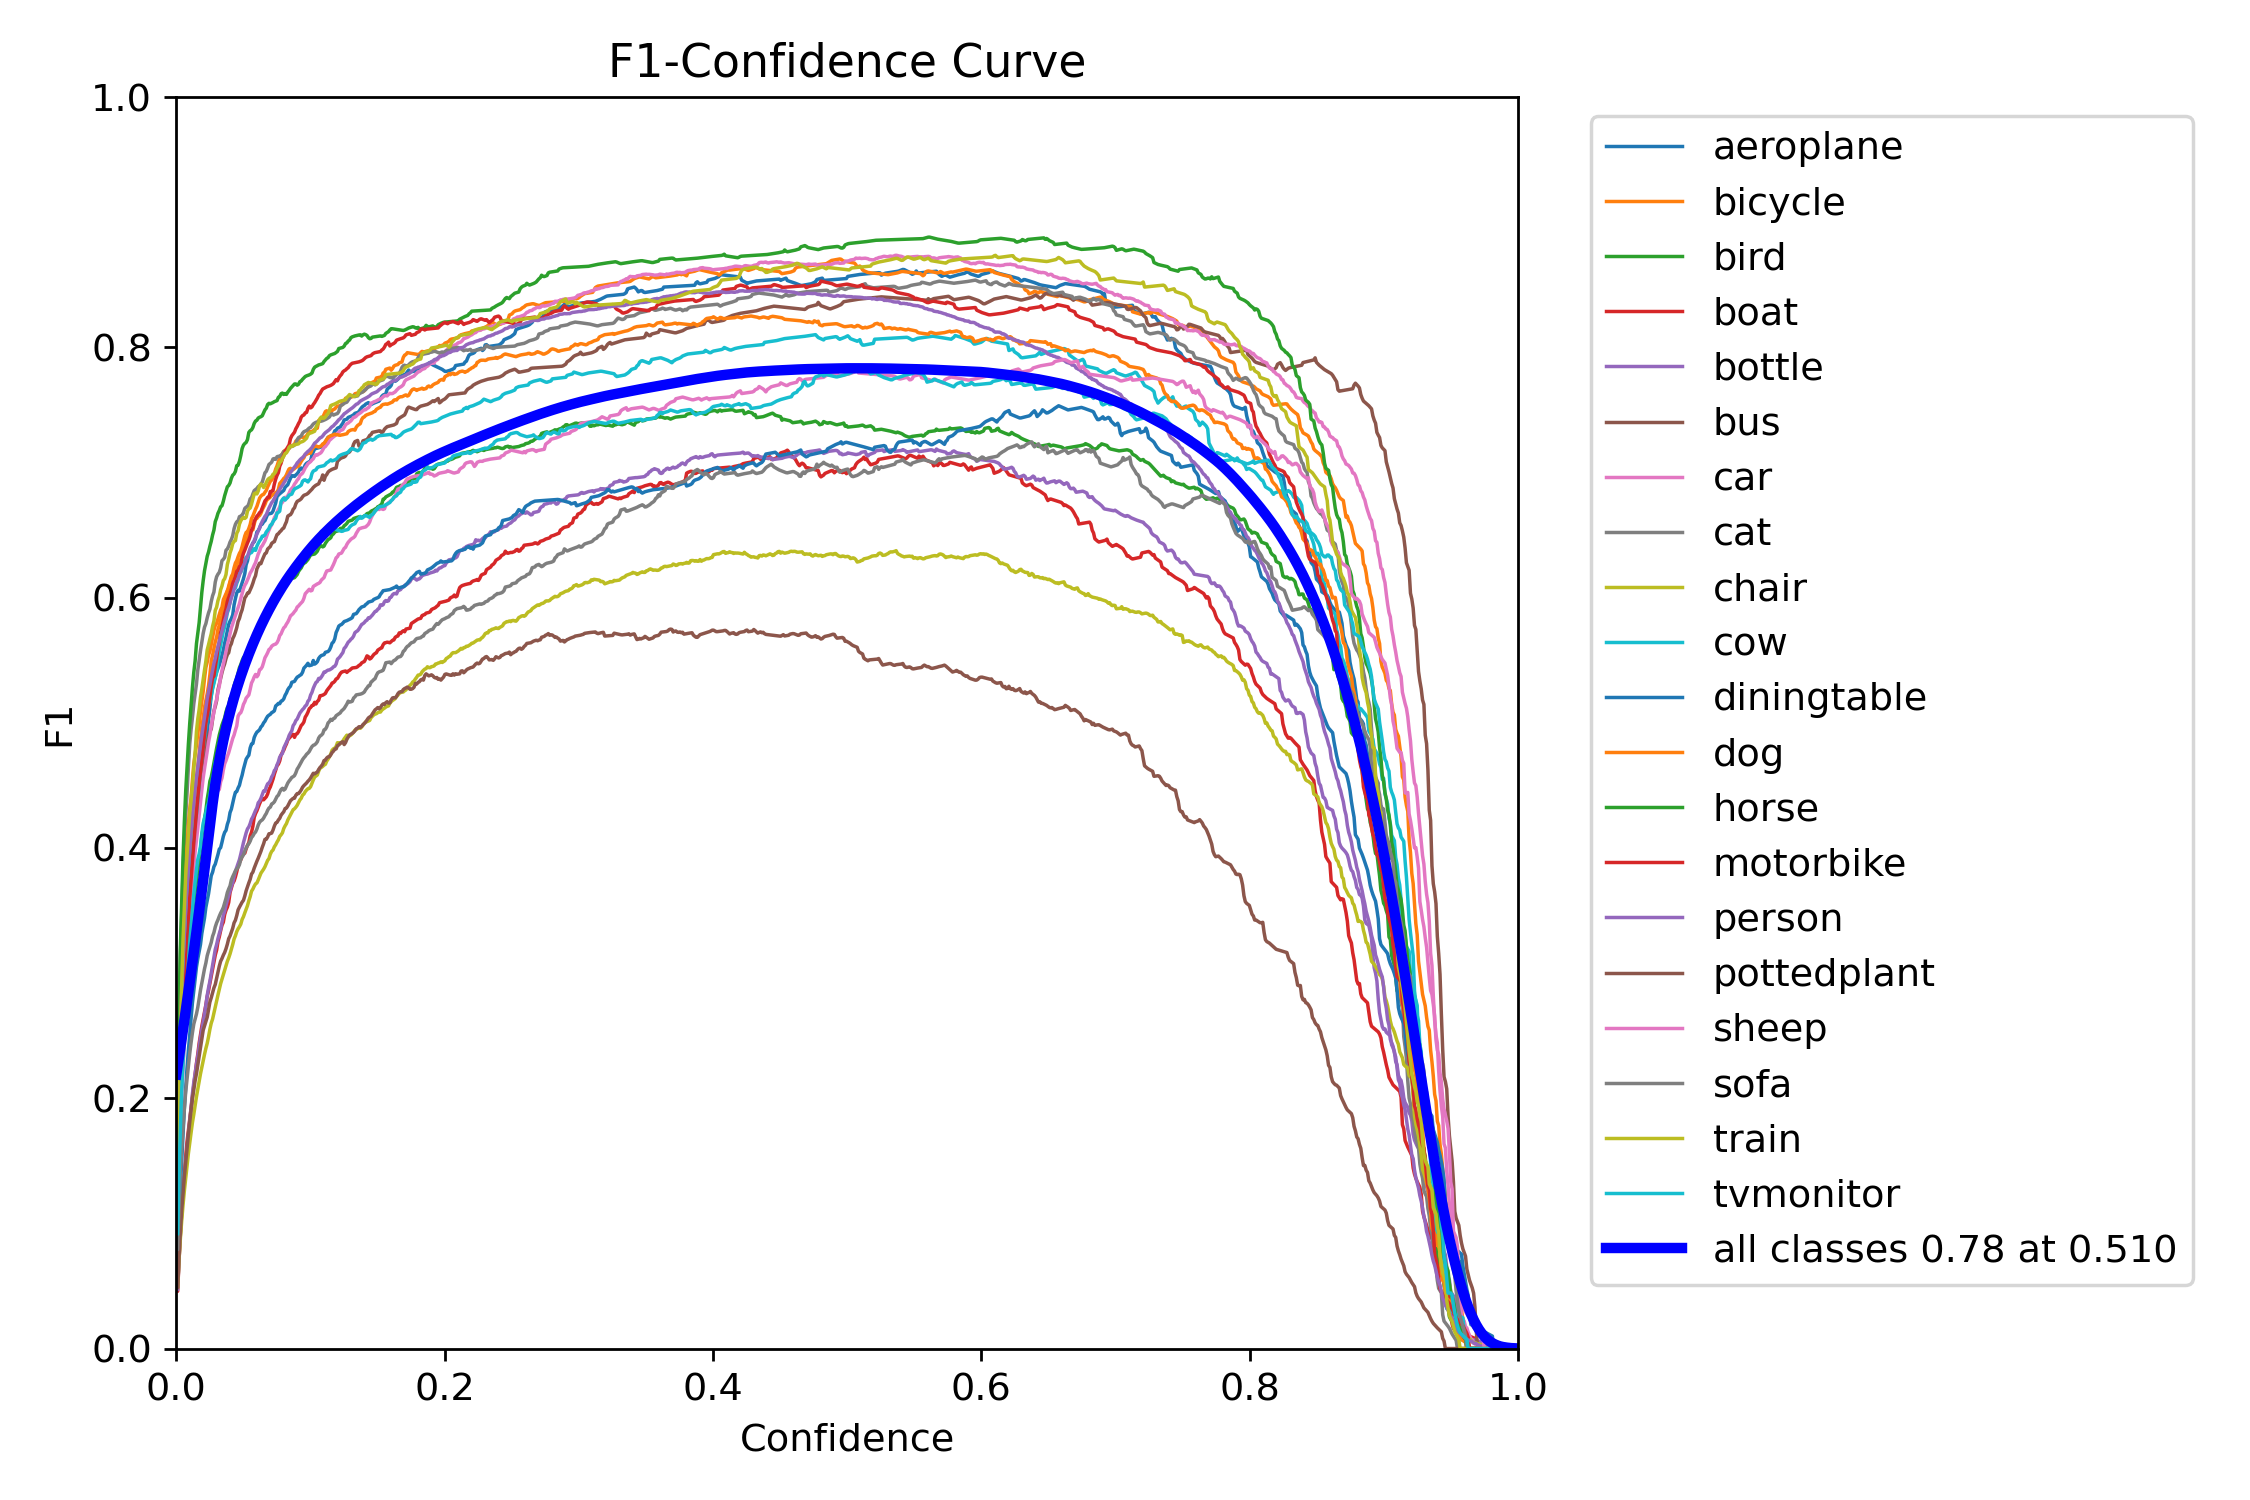 F1-Confidence Curve
1.0
0.8
0.6
0.4
0.2
0.0
F1
0.0 0.2 0.4 0.6 0.8 1.0
Confidence
aeroplane
bicycle
bird
boat
bottle
bus
car
cat
chair
cow
diningtable
dog
horse
motorbike
person
pottedplant
sheep
sofa
train
tvmonitor
all classes 0.78 at 0.510